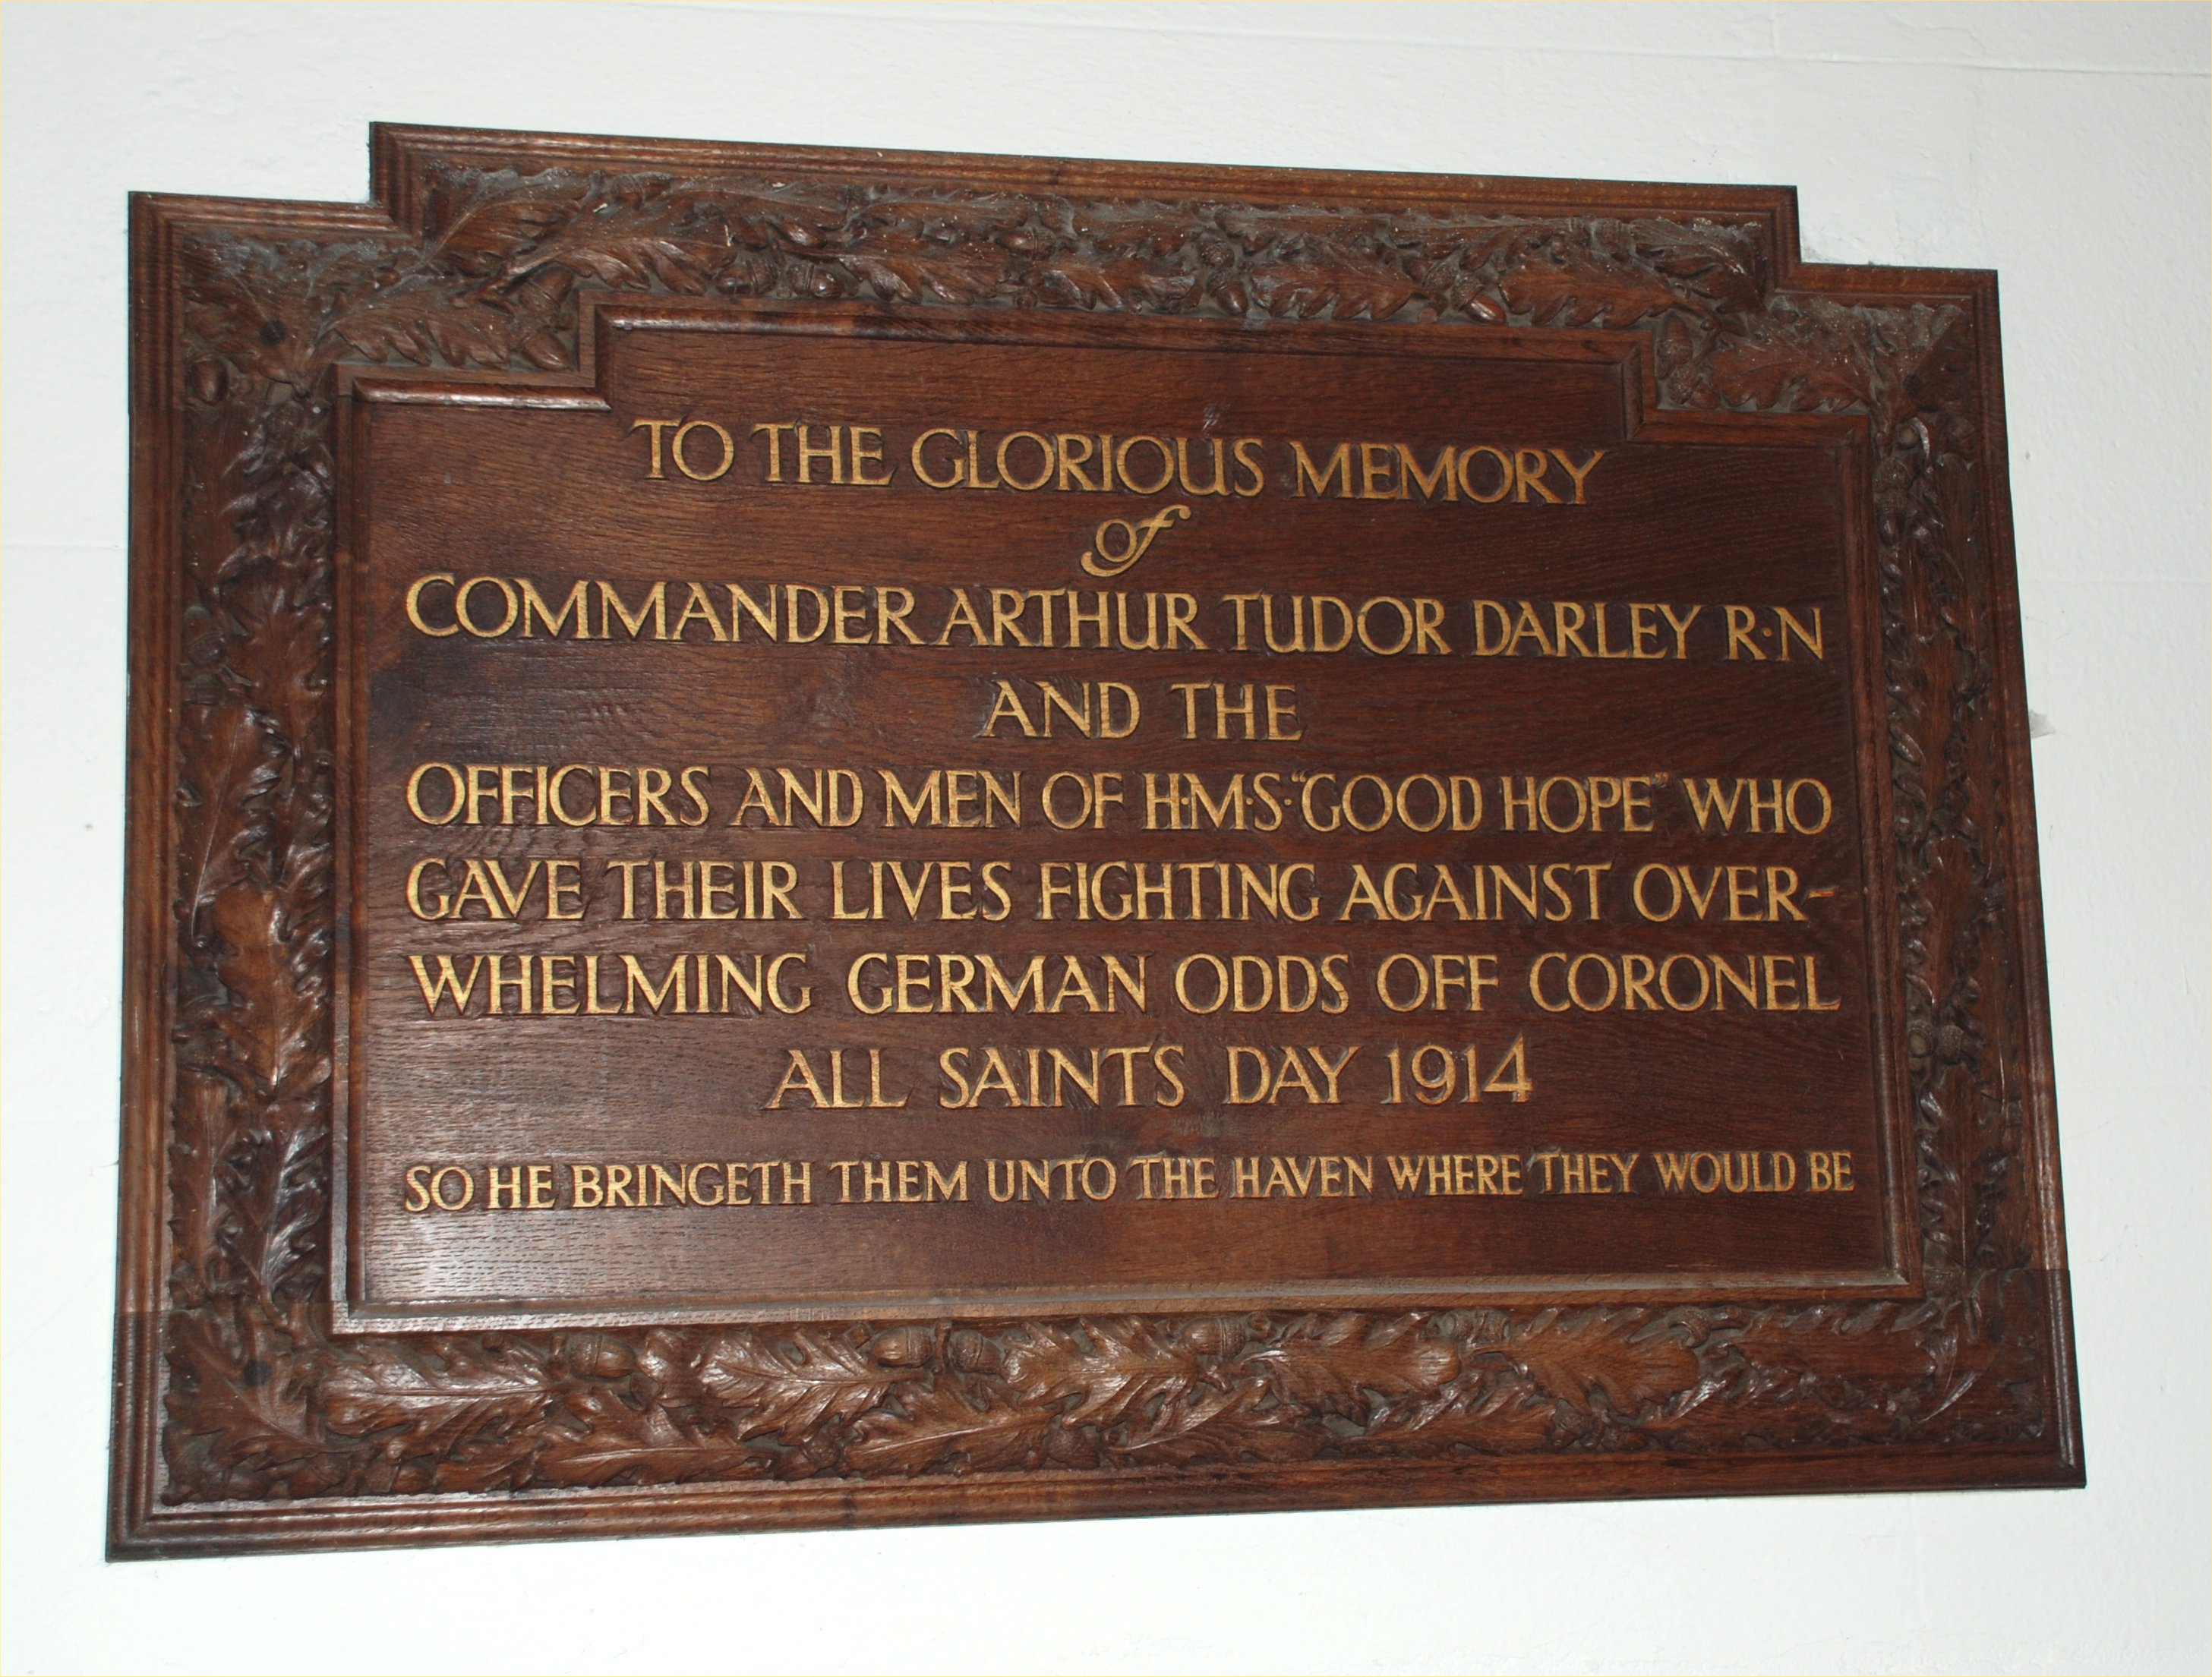 TO THE GLORIOUS MEMORY
of
COMMANDER ARTHUR TUDOR DARLEY R·N
AND THE
OFFICERS AND MEN OF H·M·S·"GOOD HOPE" WHO
GAVE THEIR LIVES FIGHTING AGAINST OVER-
WHELMING GERMAN ODDS OFF CORONEL
ALL SAINTS DAY 1914
SO HE BRINGETH THEM UNTO THE HAVEN WHERE THEY WOULD BE